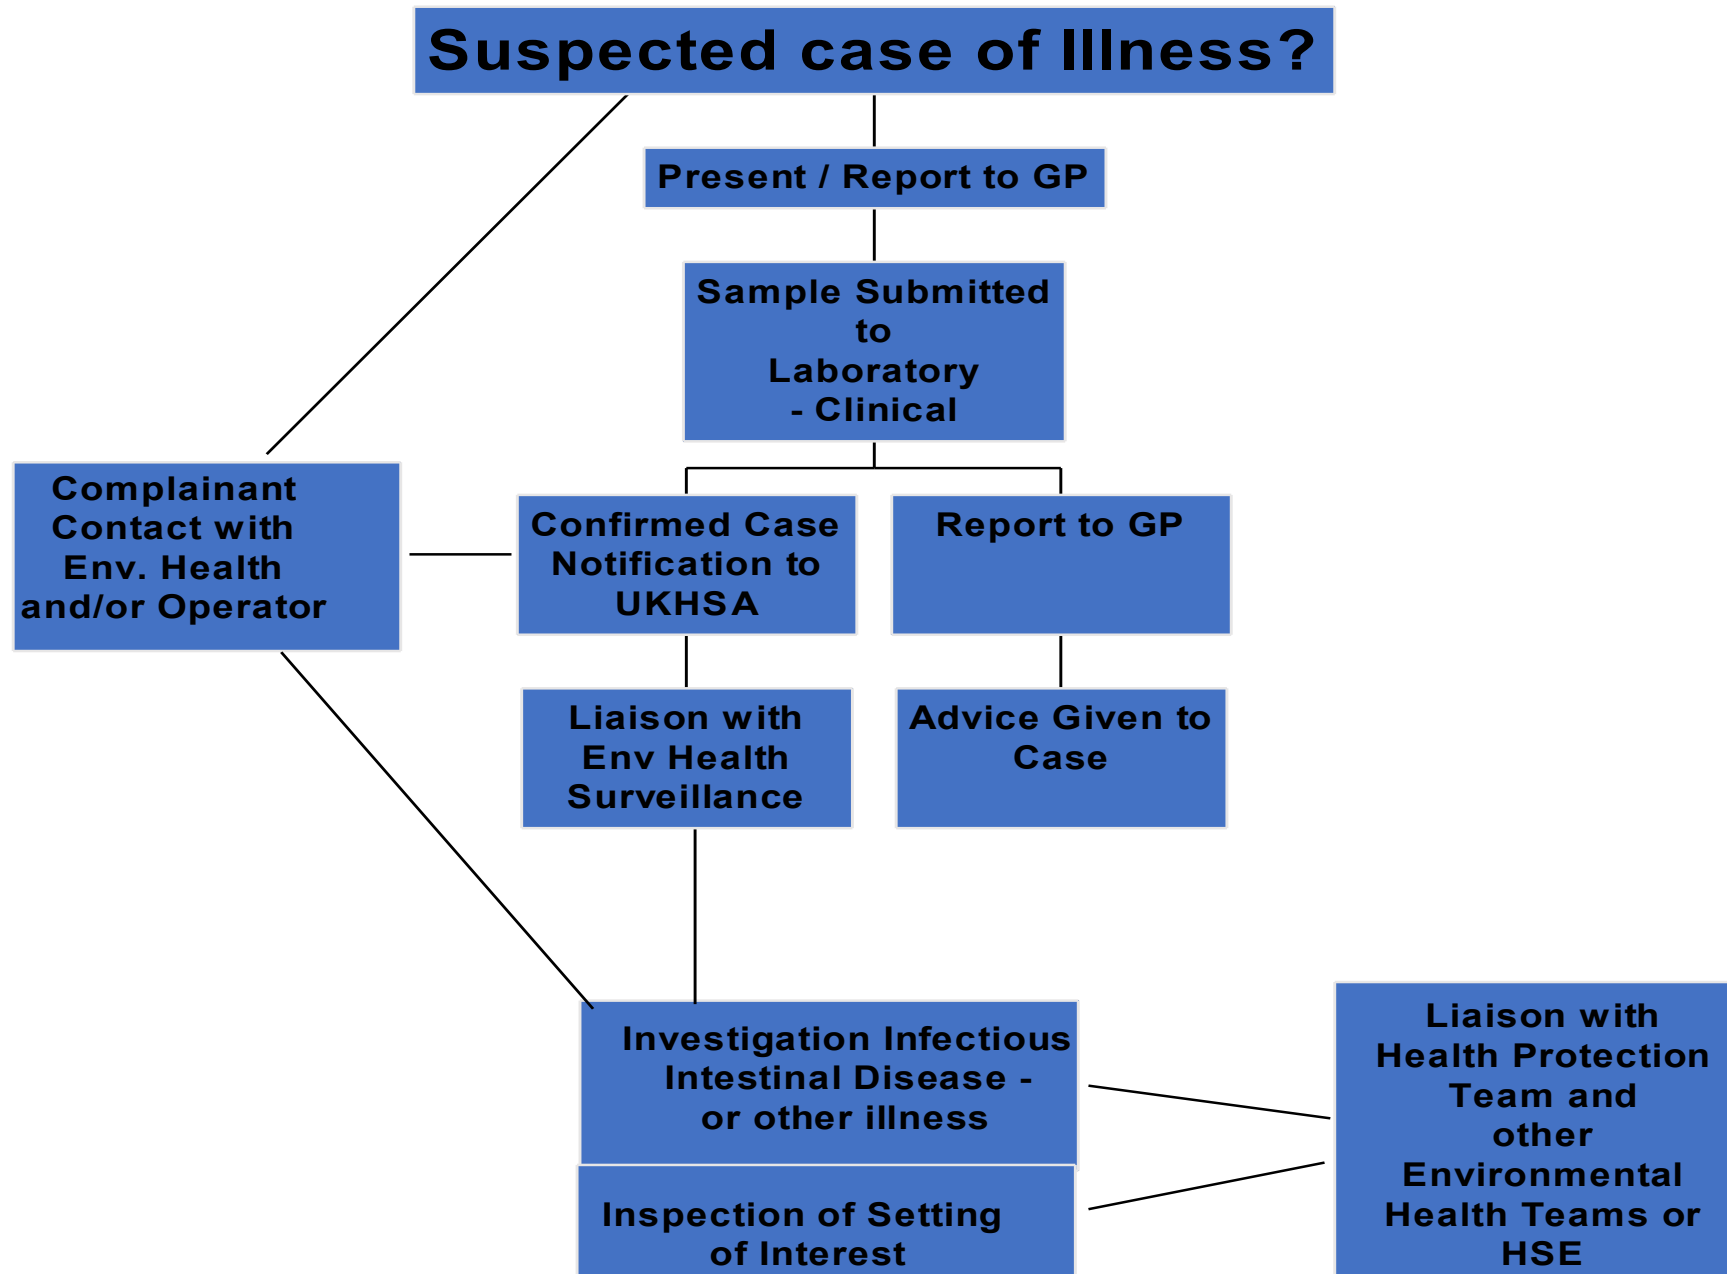 Suspected case of Illness?
Present / Report to GP
Sample Submitted
to
Laboratory
- Clinical
Complainant
Contact with
Env. Health
and/or Operator
Confirmed Case
Notification to
UKHSA
Report to GP
Liaison with
Env Health
Surveillance
Advice Given to
Case
Investigation Infectious
Intestinal Disease -
or other illness
Inspection of Setting
of Interest
Liaison with
Health Protection
Team and
other
Environmental
Health Teams or
HSE